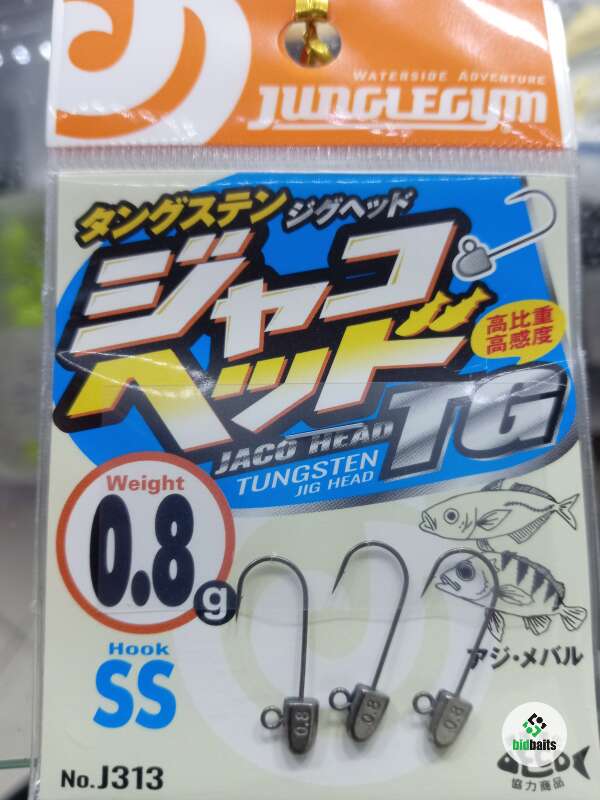 WATERSIDE ADVENTURE
JUNGLEGYM
タングステン ジグヘッド
ジャコ
ヘッド
高比重
高感度
TG
JACO HEAD
TUNGSTEN
JIG HEAD
Weight
0.8
g
Hook
SS
0.8
0.8
0.8
アジ・メバル
bidbaits
No.J313
協力商品